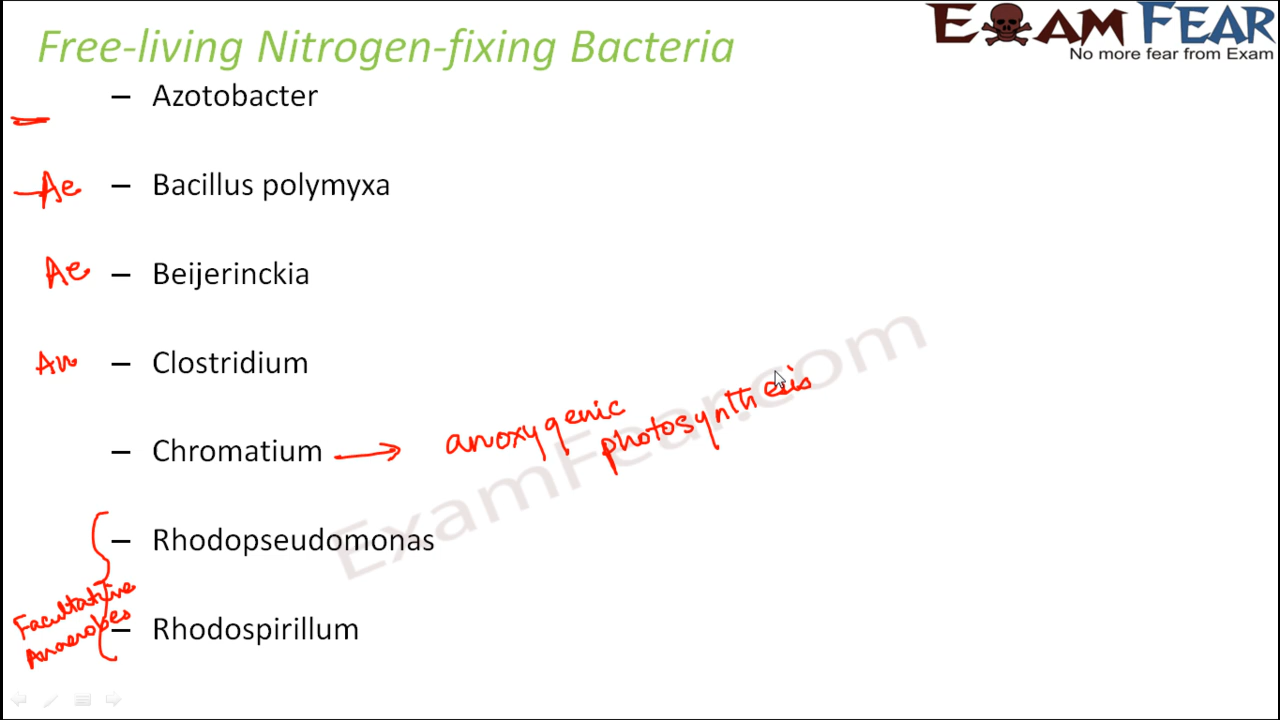 Free-living Nitrogen-fixing Bacteria
EXAM FEAR
No more fear from Exam
– Azotobacter
Ae – Bacillus polymyxa
Ae – Beijerinckia
An – Clostridium
– Chromatium → anoxygenic photosynthesis
– Rhodopseudomonas
Facultative
Anaerobes
– Rhodospirillum
ExamFear.com